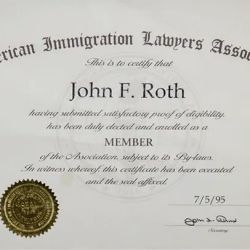 erican Immigration Lawyers Assoc
This is to certify that
John F. Roth
having submitted satisfactory proof of eligibility,
has been duly elected and enrolled as a
MEMBER
of the Association, subject to its By-laws.
In witness whereof this certificate has been executed
and the seal affixed.
7/5/95
Secretary